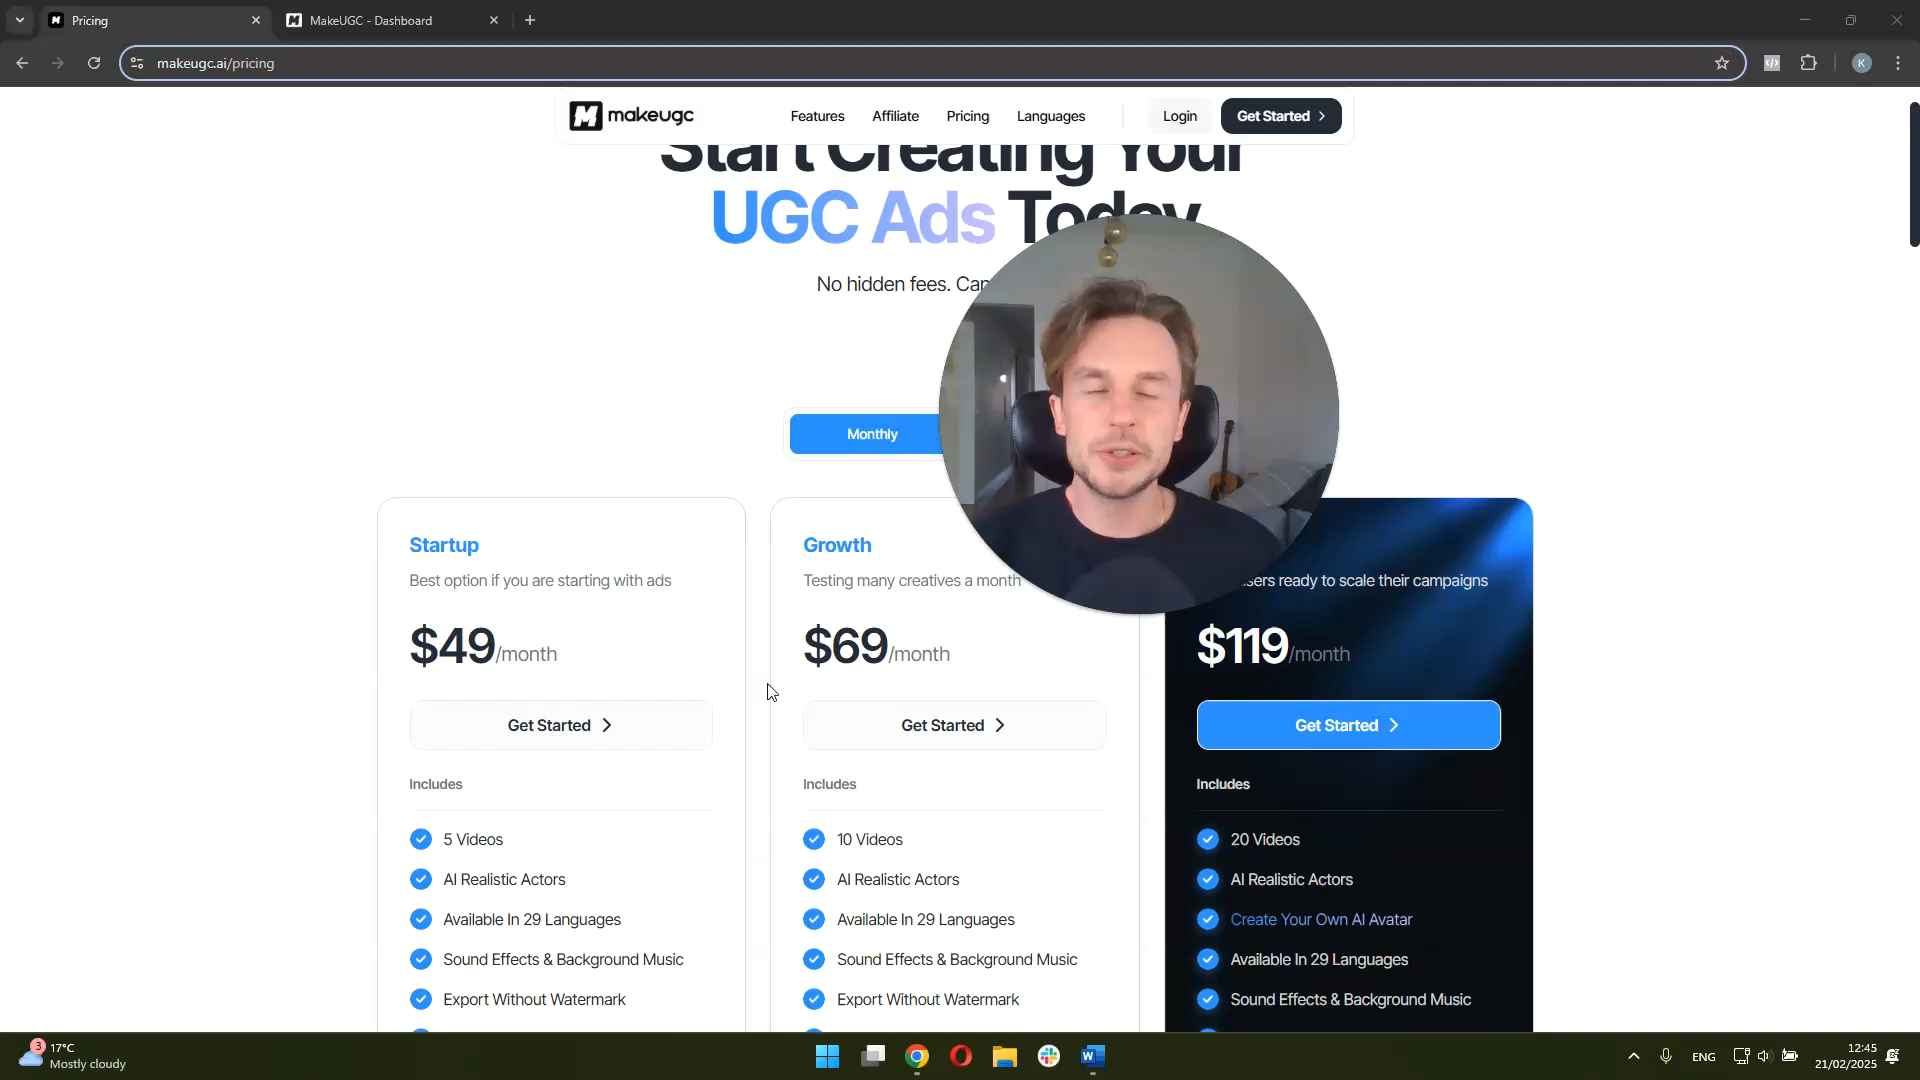 Pricing
MakeUGC - Dashboard
makeugc.ai/pricing
K
makeugc
Features
Affiliate
Pricing
Languages
Login
Get Started
Start Creating Your
UGC Ads Today
No hidden fees.
Monthly
Startup
Best option if you are starting with ads
$49/month
Get Started
Includes
5 Videos
AI Realistic Actors
Available In 29 Languages
Sound Effects & Background Music
Export Without Watermark
Growth
Testing many creatives a month
$69/month
Get Started
Includes
10 Videos
AI Realistic Actors
Available In 29 Languages
Sound Effects & Background Music
Export Without Watermark
ready to scale their campaigns
$119/month
Get Started
Includes
20 Videos
AI Realistic Actors
Create Your Own AI Avatar
Available In 29 Languages
Sound Effects & Background Music
3
17°C
Mostly cloudy
ENG
12:45
21/02/2025